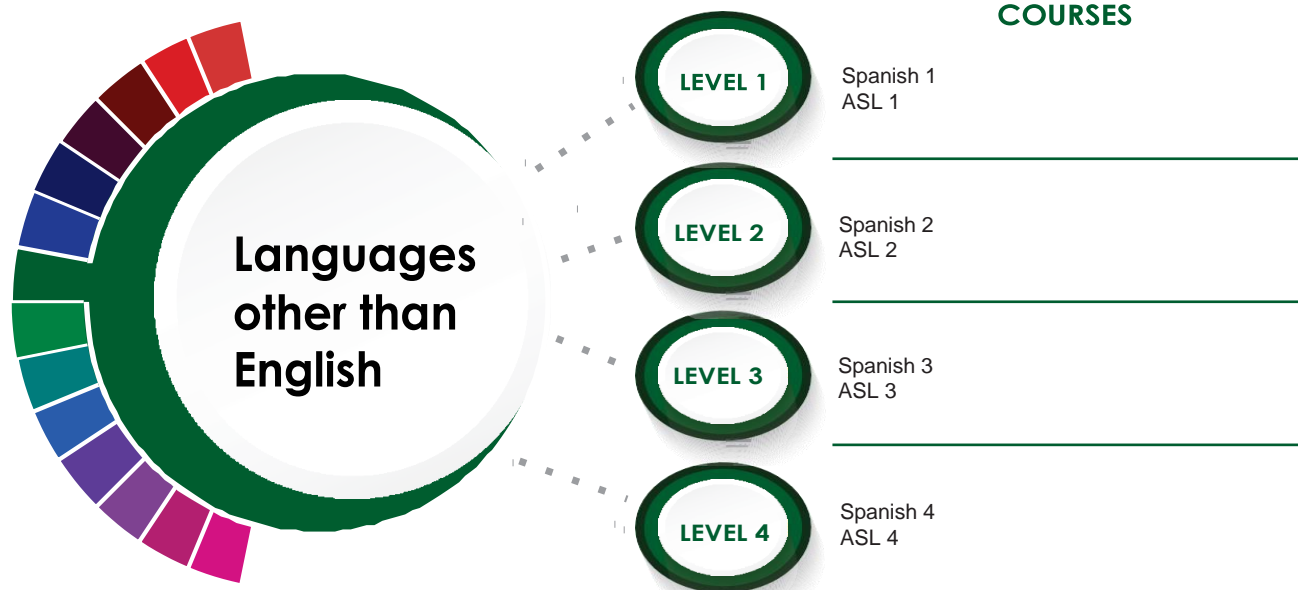 COURSES
Languages
other than
English
LEVEL 1
Spanish 1
ASL 1
LEVEL 2
Spanish 2
ASL 2
LEVEL 3
Spanish 3
ASL 3
LEVEL 4
Spanish 4
ASL 4